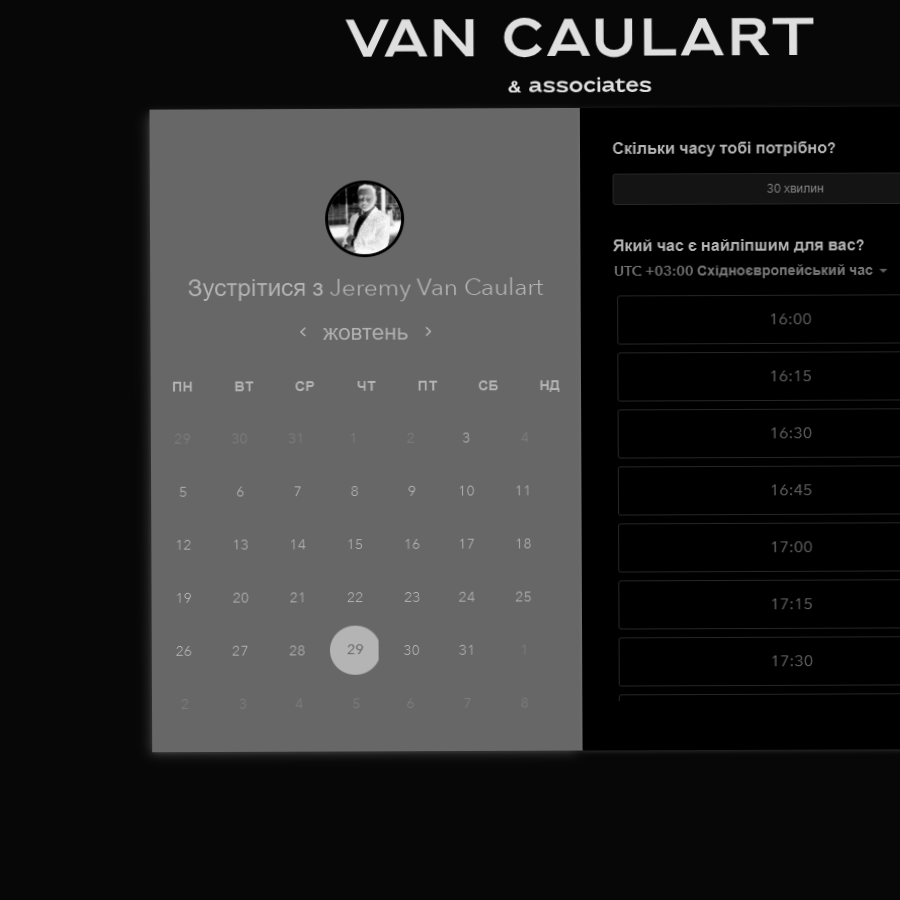 VAN CAULART
& associates
Зустрітися з Jeremy Van Caulart
жовтень
ПН ВТ СР ЧТ ПТ СБ НД
29 30 31 1 2 3 4
5 6 7 8 9 10 11
12 13 14 15 16 17 18
19 20 21 22 23 24 25
26 27 28 29 30 31 1
2 3 4 5 6 7 8
Скільки часу тобі потрібно?
30 хвилин
Який час є найліпшим для вас?
UTC +03:00 Східноєвропейський час
16:00
16:15
16:30
16:45
17:00
17:15
17:30